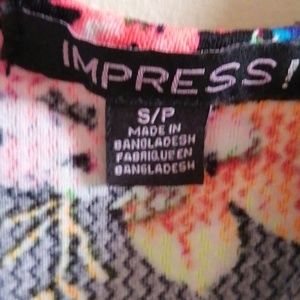 IMPRESS!
S/P
MADE IN
BANGLADESH
FABRIQUE EN
BANGLADESH